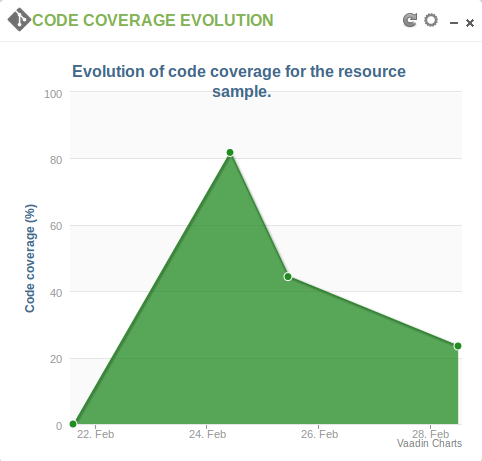 CODE COVERAGE EVOLUTION
Evolution of code coverage for the resource
sample.
Code coverage (%)
100
80
60
40
20
0
22. Feb 24. Feb 26. Feb 28. Feb
Vaadin Charts